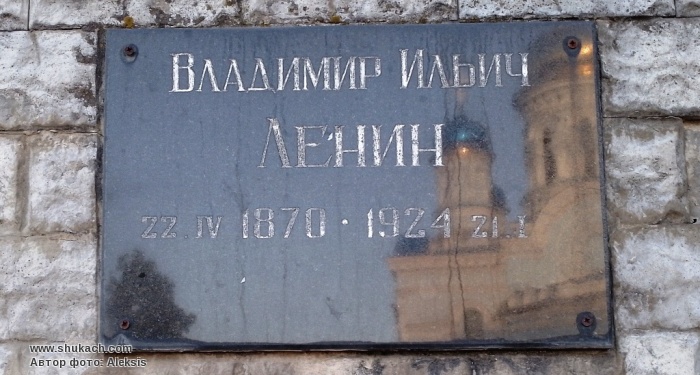 Владимир Ильич
Ленин
22.IV 1870 · 1924 21.I
www.shukach.com
Автор фото: Aleksis